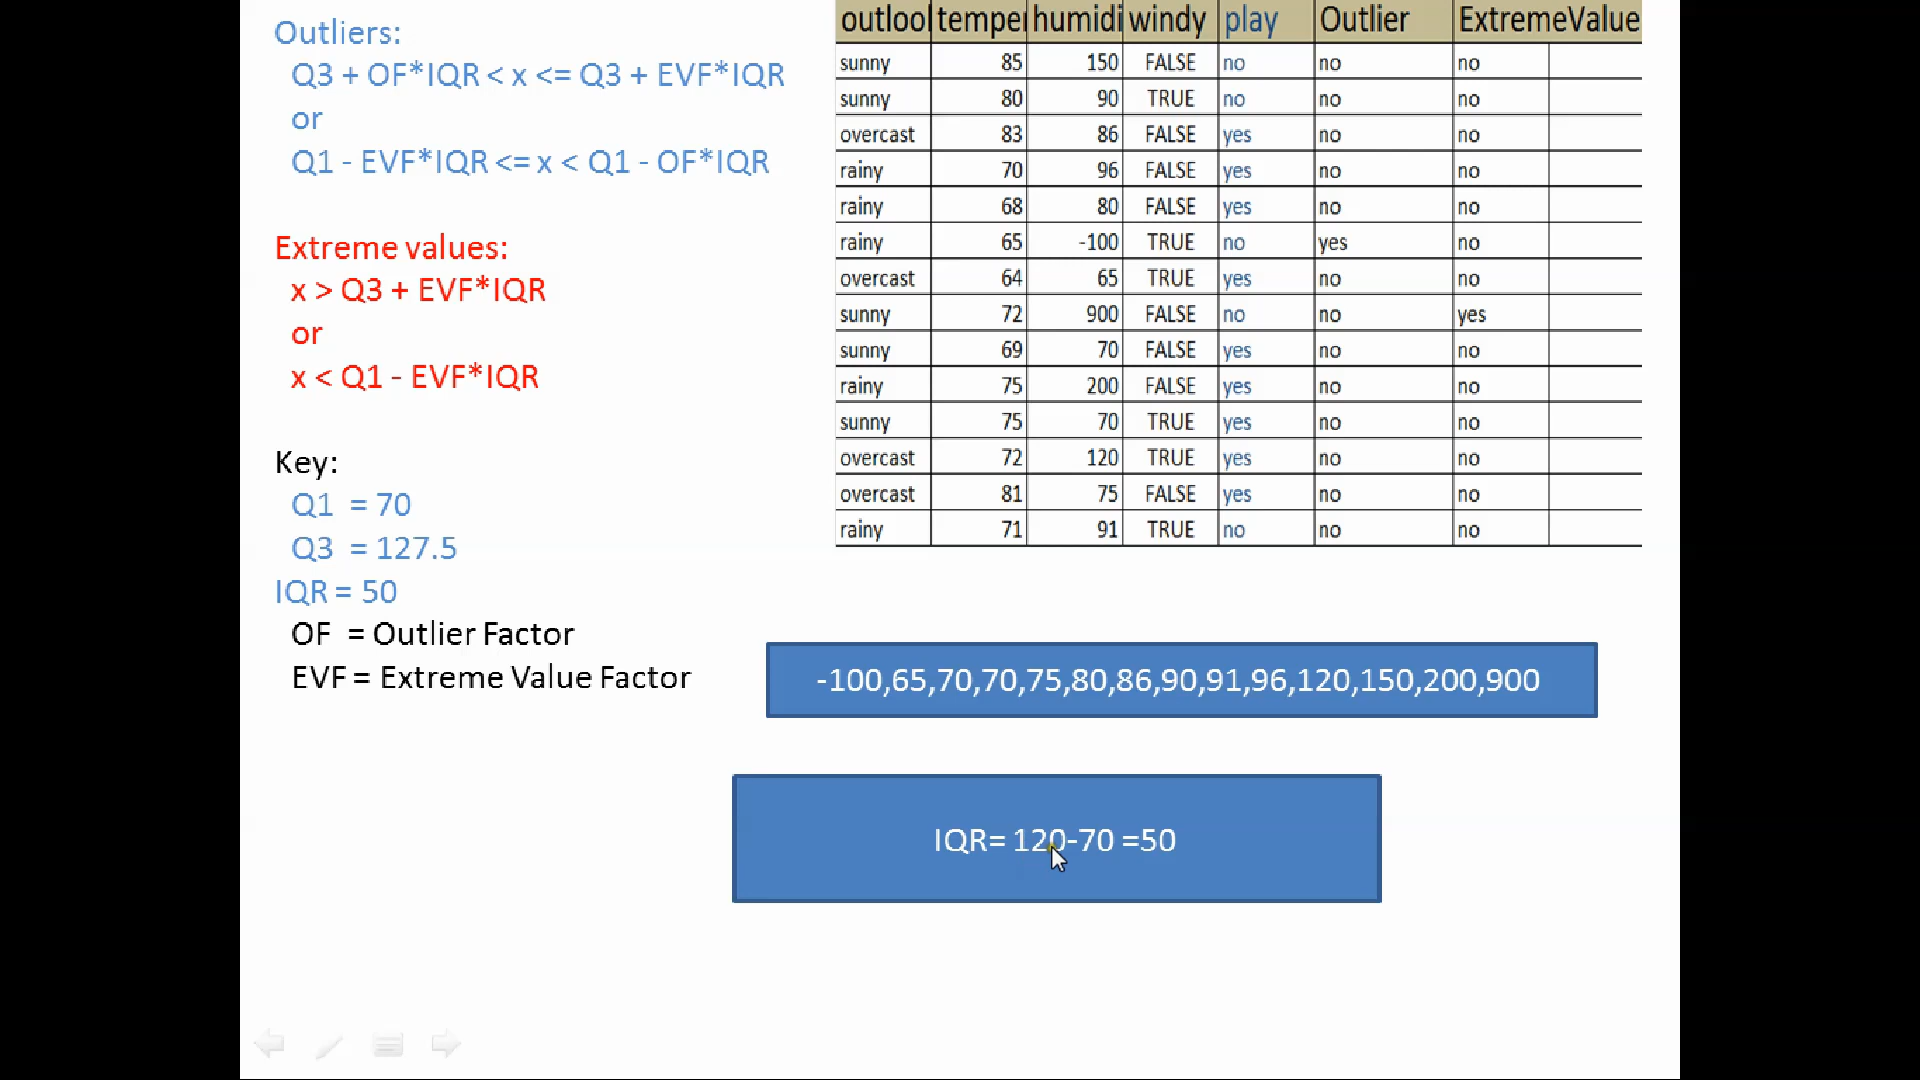 Outliers:
Q3 + OF*IQR < x <= Q3 + EVF*IQR
or
Q1 - EVF*IQR <= x < Q1 - OF*IQR
Extreme values:
x > Q3 + EVF*IQR
or
x < Q1 - EVF*IQR
Key:
Q1 = 70
Q3 = 127.5
IQR = 50
OF = Outlier Factor
EVF = Extreme Value Factor
outlool temper humidi windy play Outlier ExtremeValue
sunny 85 150 FALSE no no no
sunny 80 90 TRUE no no no
overcast 83 86 FALSE yes no no
rainy 70 96 FALSE yes no no
rainy 68 80 FALSE yes no no
rainy 65 -100 TRUE no yes no
overcast 64 65 TRUE yes no no
sunny 72 900 FALSE no no yes
sunny 69 70 FALSE yes no no
rainy 75 200 FALSE yes no no
sunny 75 70 TRUE yes no no
overcast 72 120 TRUE yes no no
overcast 81 75 FALSE yes no no
rainy 71 91 TRUE no no no
-100,65,70,70,75,80,86,90,91,96,120,150,200,900
IQR= 120-70 =50